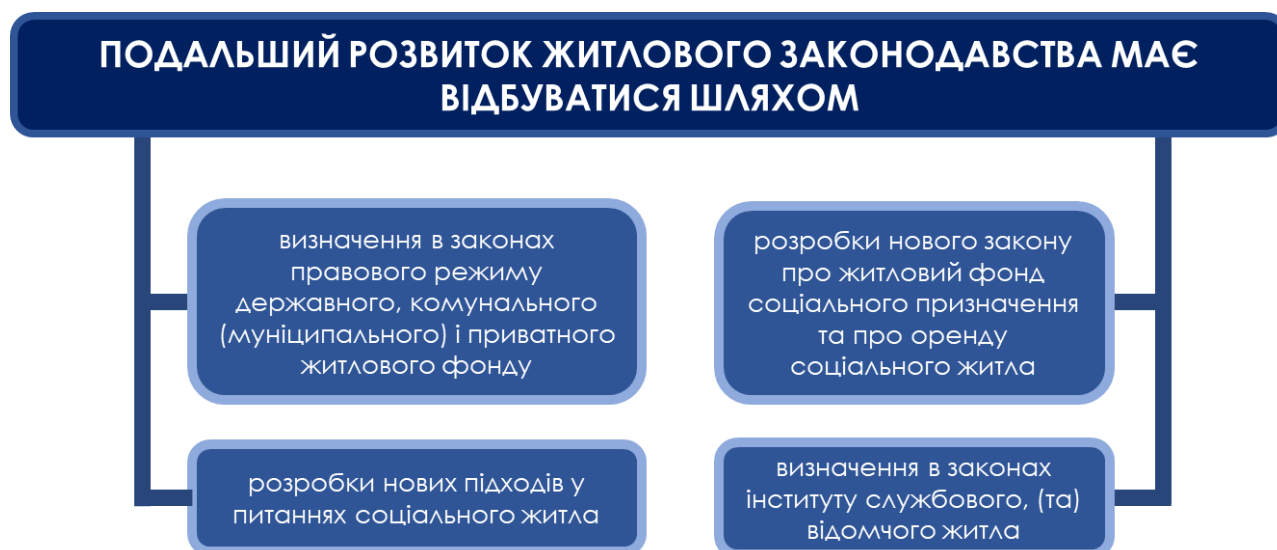 ПОДАЛЬШИЙ РОЗВИТОК ЖИТЛОВОГО ЗАКОНОДАВСТВА МАЄ
ВІДБУВАТИСЯ ШЛЯХОМ
визначення в законах
правового режиму
державного, комунального
(муніципального) і приватного
житлового фонду
розробки нового закону
про житловий фонд
соціального призначення
та про оренду
соціального житла
розробки нових підходів у
питаннях соціального житла
визначення в законах
інституту службового, (та)
відомчого житла